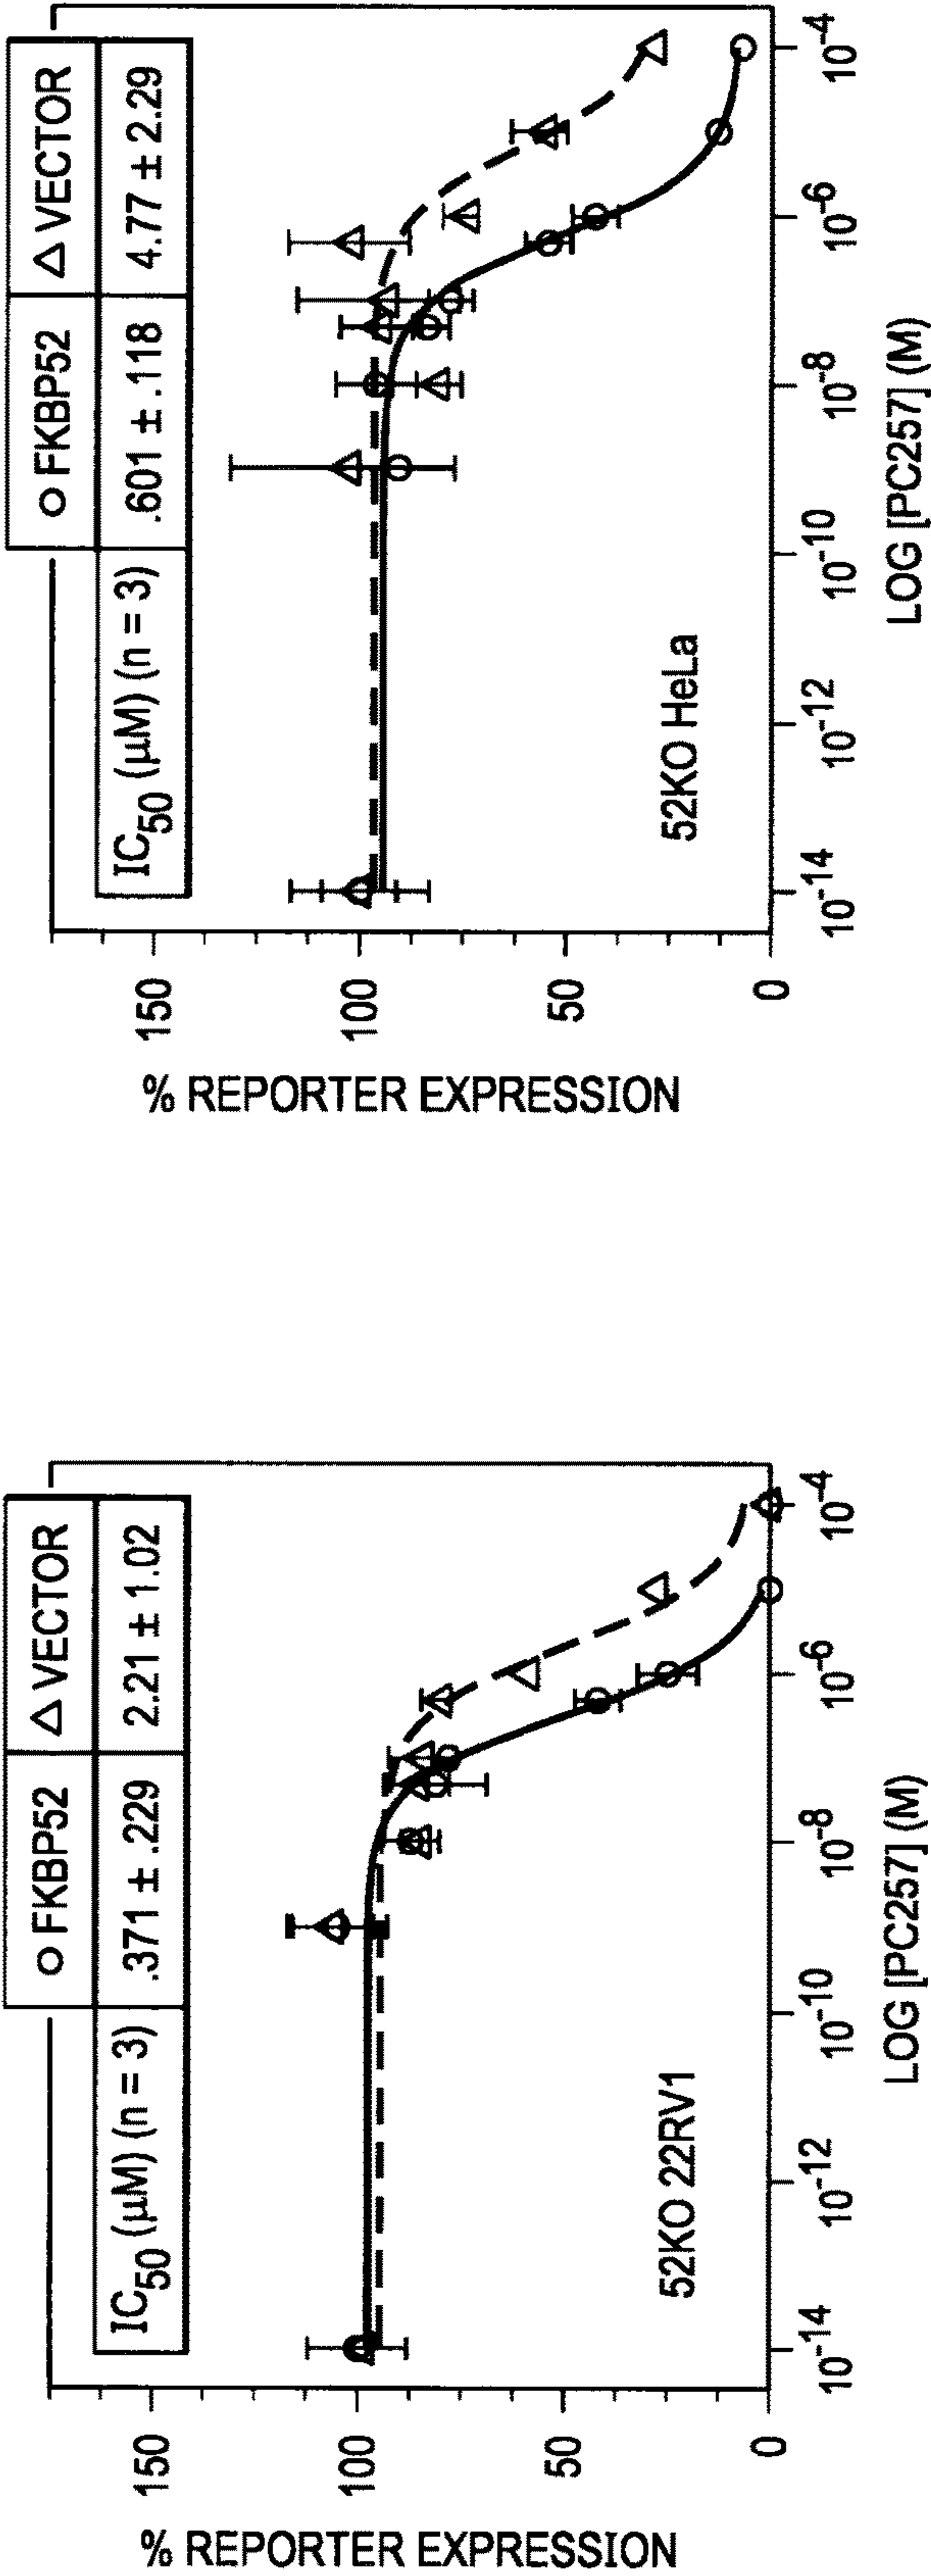 ○ FKBP52 △ VECTOR
IC50 (μM) (n = 3) .371 ± .229 2.21 ± 1.02
% REPORTER EXPRESSION
150
100
50
0
52KO 22RV1
10-14 10-12 10-10 10-8 10-6 10-4
LOG [PC257] (M)
○ FKBP52 △ VECTOR
IC50 (μM) (n = 3) .601 ± .118 4.77 ± 2.29
% REPORTER EXPRESSION
150
100
50
0
52KO HeLa
10-14 10-12 10-10 10-8 10-6 10-4
LOG [PC257] (M)